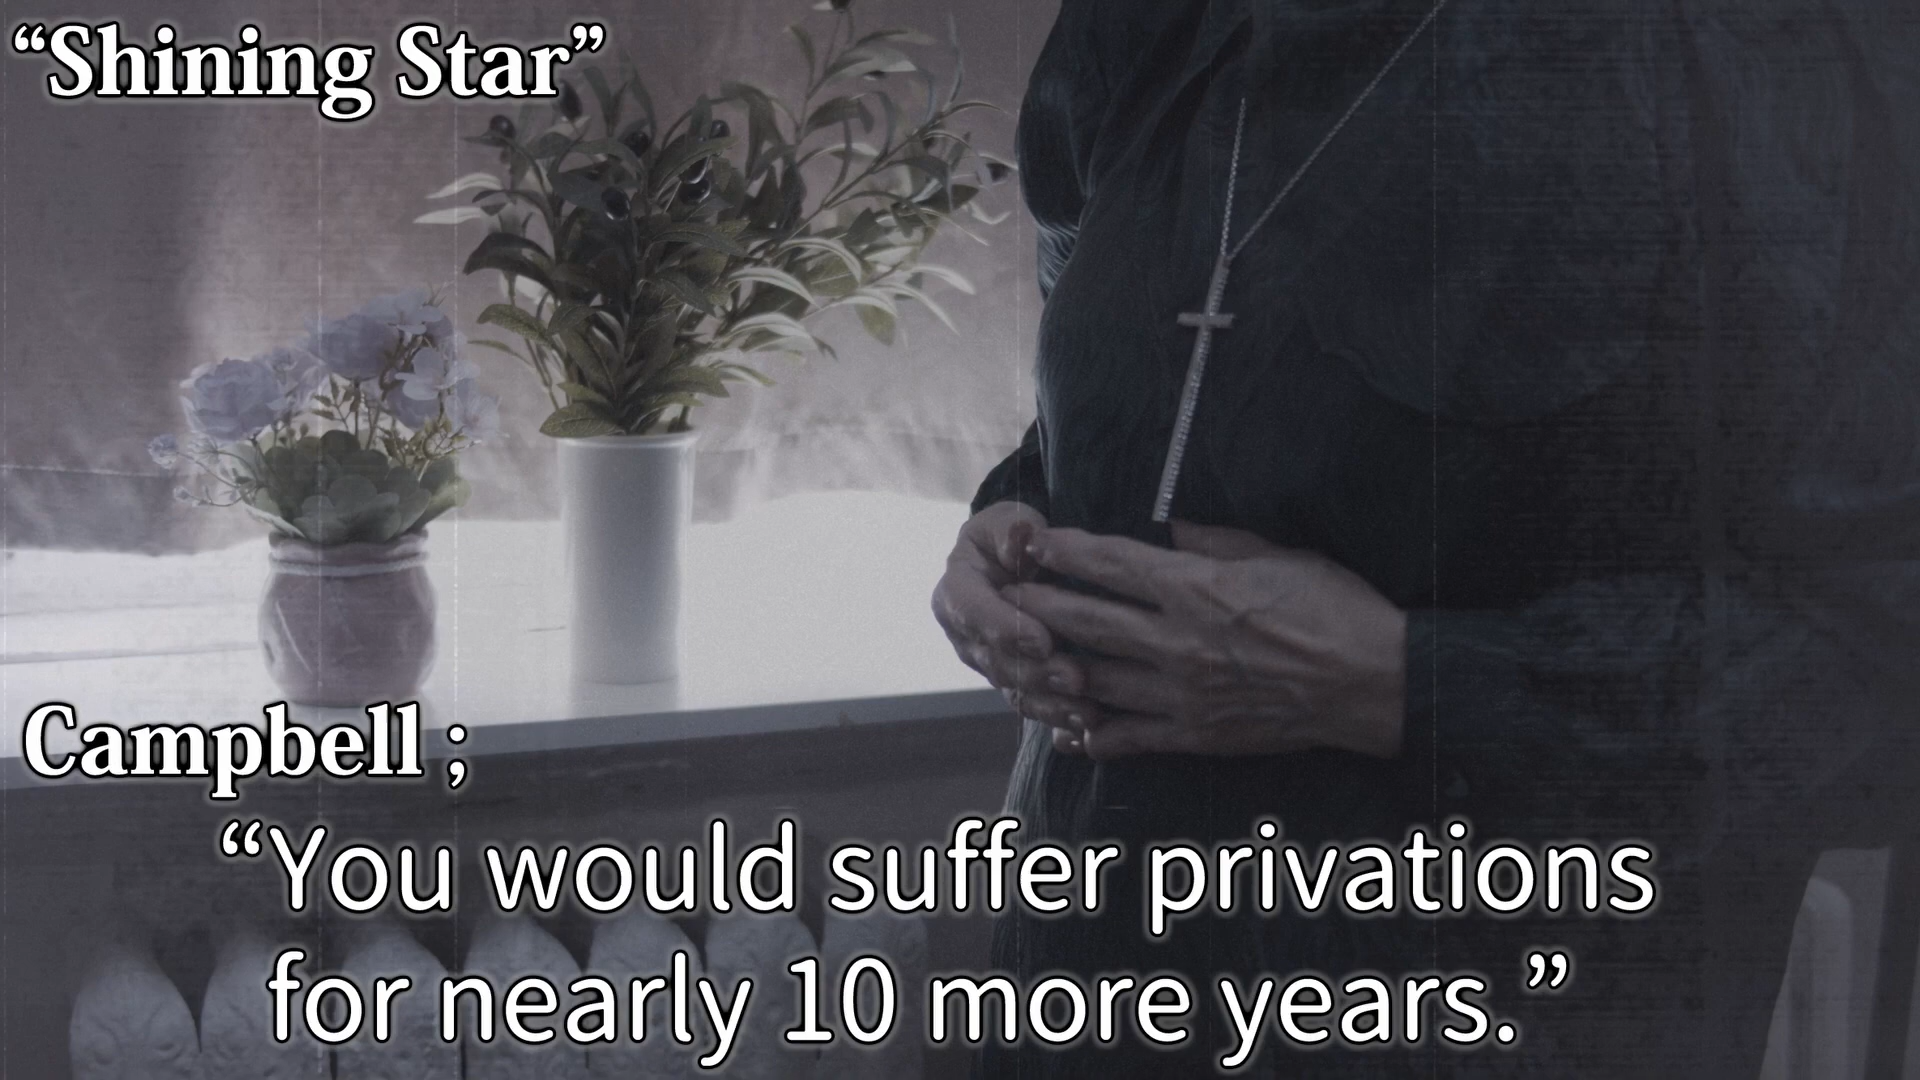 “Shining Star”
Campbell ;
“You would suffer privations
for nearly 10 more years.”